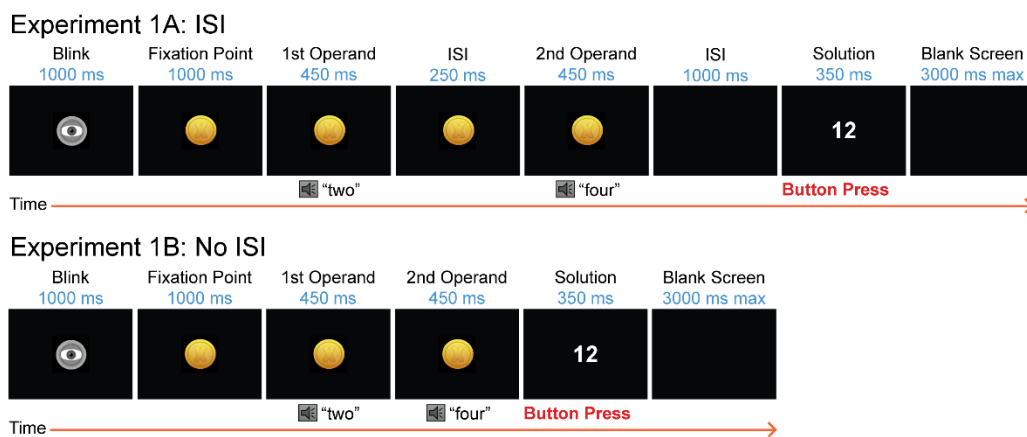 Experiment 1A: ISI
Blink Fixation Point 1st Operand ISI 2nd Operand ISI Solution Blank Screen
1000 ms 1000 ms 450 ms 250 ms 450 ms 1000 ms 350 ms 3000 ms max
12
"two" "four" Button Press
Time
Experiment 1B: No ISI
Blink Fixation Point 1st Operand 2nd Operand Solution Blank Screen
1000 ms 1000 ms 450 ms 450 ms 350 ms 3000 ms max
12
"two" "four" Button Press
Time